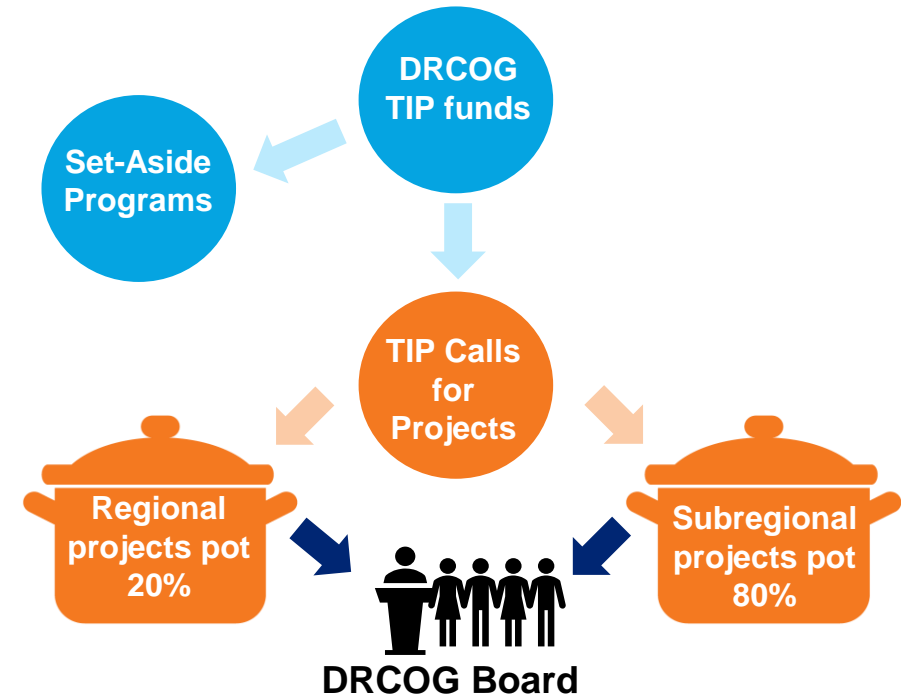 DRCOG
TIP funds
Set-Aside
Programs
TIP Calls
for
Projects
Regional
projects pot
20%
Subregional
projects pot
80%
DRCOG Board